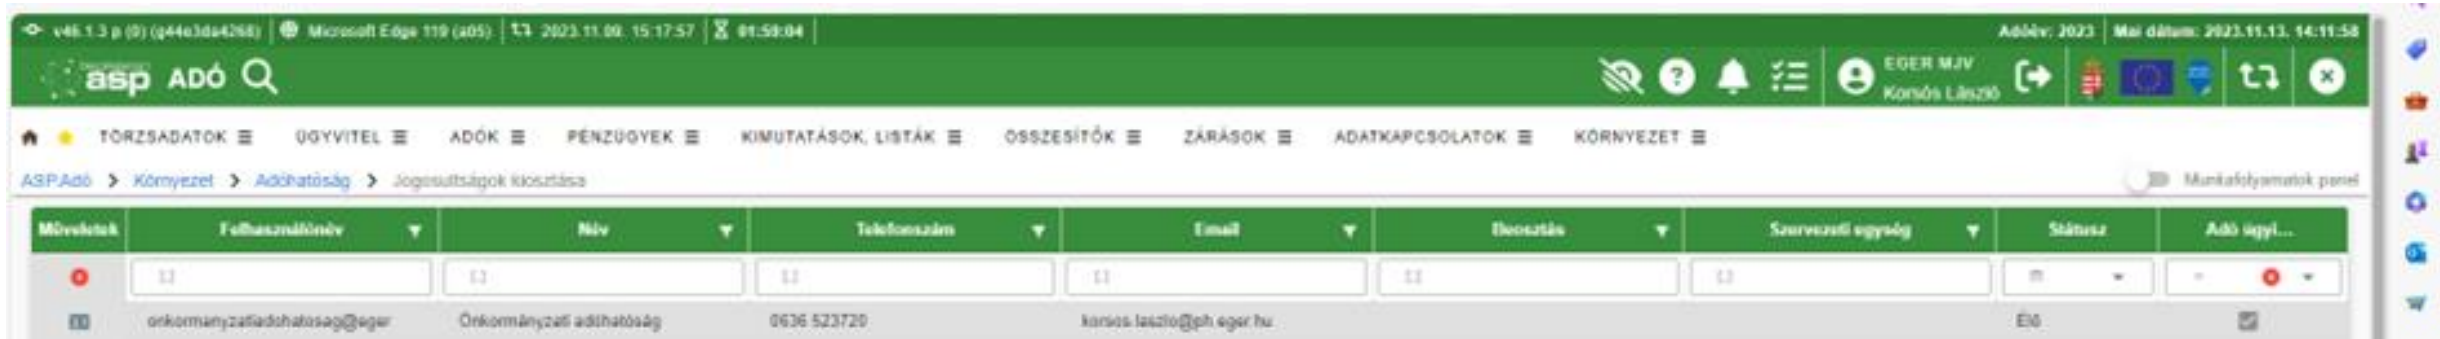 v46.1.3 p (0) (g44e3da4268) Microsoft Edge 119 (a05) 2023.11.09. 15:17:57 01:59:04 Adóév: 2023 Mai dátum: 2023.11.13. 14:11:58
asp ADÓ EGER MJV
Korsós László
TÖRZSADATOK ÜGYVITEL ADÓK PÉNZÜGYEK KIMUTATÁSOK, LISTÁK ÖSSZESÍTŐK ZÁRÁSOK ADATKAPCSOLATOK KÖRNYEZET
ASP.Adó > Környezet > Adóhatóság > Jogosultságok kiosztása Munkafolyamatok panel
Műveletek Felhasználónév Név Telefonszám Email Beosztás Szervezeti egység Státusz Adó ügyi...
onkormanyzatiadohatosag@eger Önkormányzati adóhatóság 0636 523720 korsos.laszlo@ph.eger.hu Élő